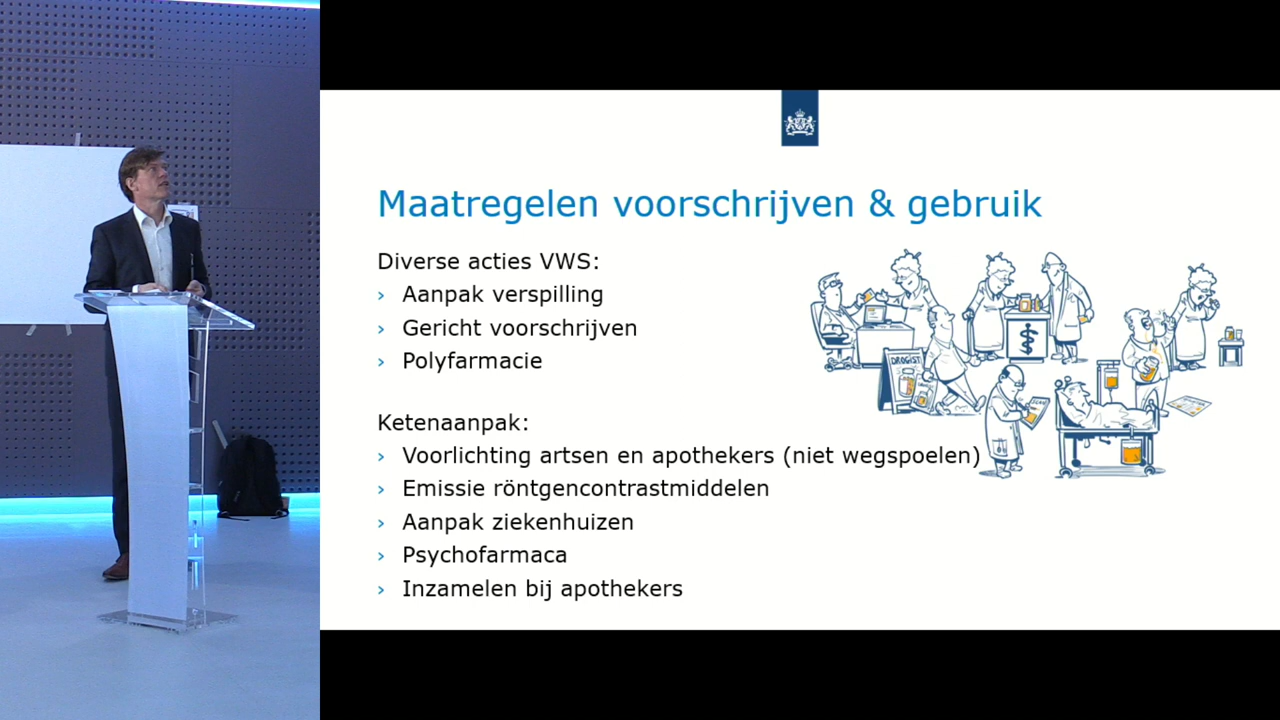 Maatregelen voorschrijven & gebruik
Diverse acties VWS:
› Aanpak verspilling
› Gericht voorschrijven
› Polyfarmacie
Ketenaanpak:
› Voorlichting artsen en apothekers (niet wegspoelen)
› Emissie röntgencontrastmiddelen
› Aanpak ziekenhuizen
› Psychofarmaca
› Inzamelen bij apothekers
DROGIST